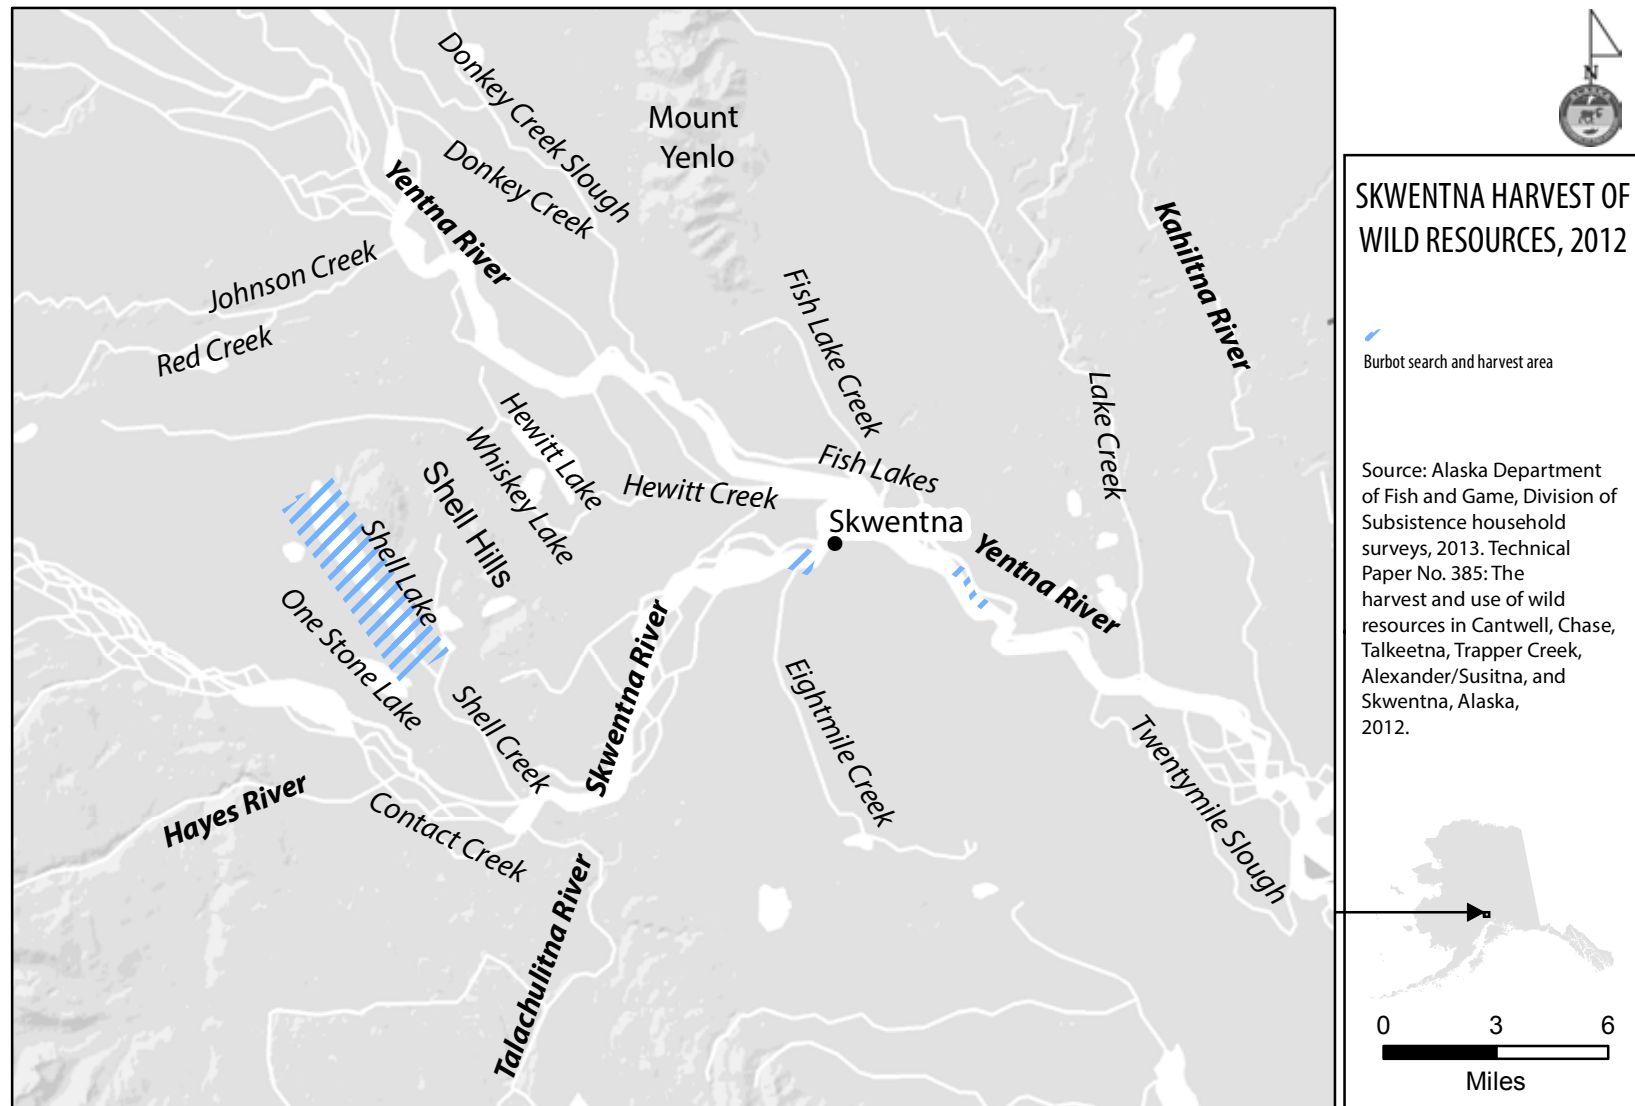 Donkey Creek Slough
Mount
Yenlo
Donkey Creek
Yentna River
Kahiltna River
Johnson Creek
Red Creek
Fish Lake Creek
Lake Creek
Hewitt Lake
Whiskey Lake
Shell Hills
Fish Lakes
Hewitt Creek
Skwentna
Shell Lake
Yentna River
One Stone Lake
Skwentna River
Eightmile Creek
Shell Creek
Twentymile Slough
Hayes River
Contact Creek
Talachulitna River
N
ALASKA
SKWENTNA HARVEST OF
WILD RESOURCES, 2012
Burbot search and harvest area
Source: Alaska Department
of Fish and Game, Division of
Subsistence household
surveys, 2013. Technical
Paper No. 385: The
harvest and use of wild
resources in Cantwell, Chase,
Talkeetna, Trapper Creek,
Alexander/Susitna, and
Skwentna, Alaska,
2012.
0 3 6
Miles